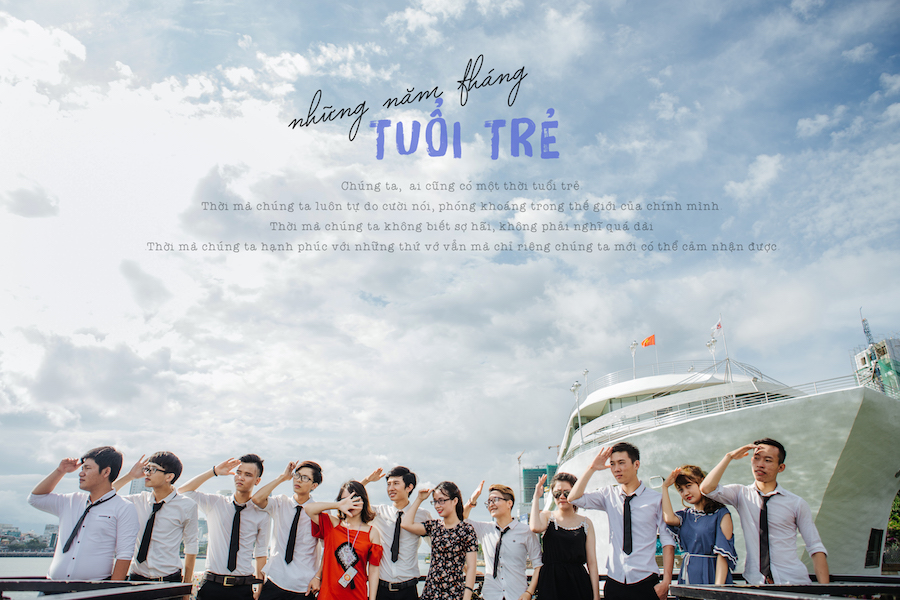 những năm tháng
TUỔI TRẺ
Chúng ta, ai cũng có một thời tuổi trẻ
Thời mà chúng ta luôn tự do cười nói, phóng khoáng trong thế giới của chính mình
Thời mà chúng ta không biết sợ hãi, không phải nghĩ quá dài
Thời mà chúng ta hạnh phúc với những thứ vớ vẩn mà chỉ riêng chúng ta mới có thể cảm nhận được